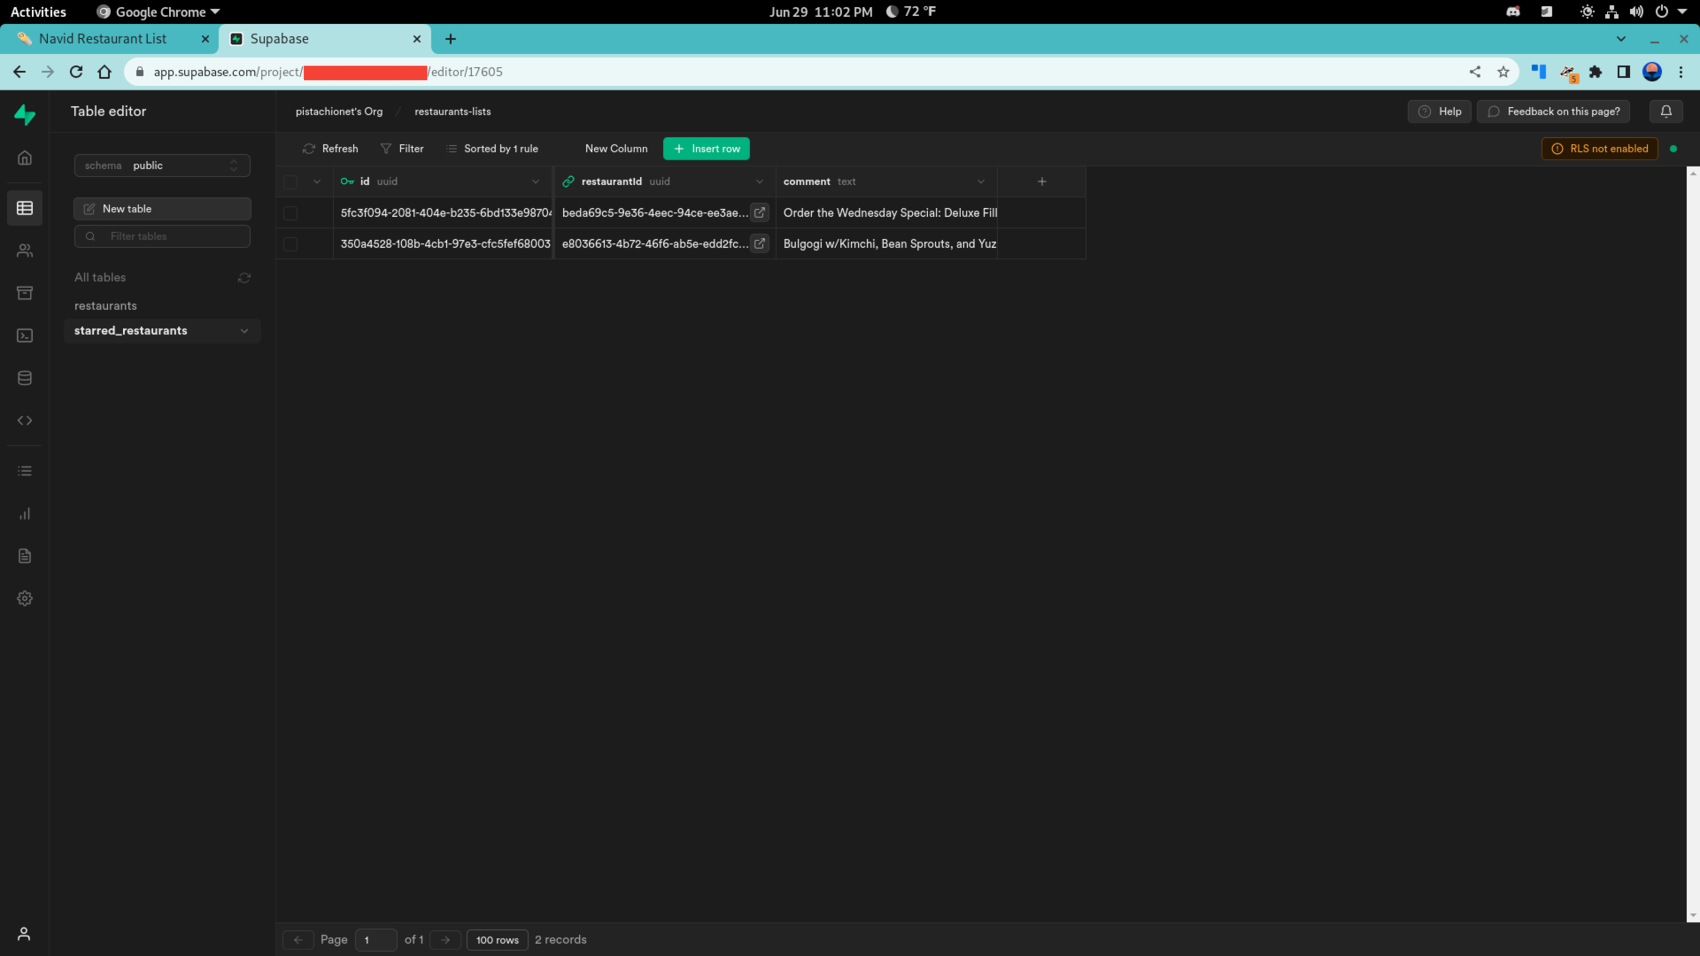 Activities
Google Chrome
Jun 29 11:02 PM
72 °F
Navid Restaurant List
Supabase
app.supabase.com/project/
/editor/17605
5
Table editor
pistachionet's Org / restaurants-lists
Help
Feedback on this page?
schema public
Refresh
Filter
Sorted by 1 rule
New Column
+ Insert row
RLS not enabled
New table
Filter tables
All tables
restaurants
starred_restaurants
id uuid
restaurantId uuid
comment text
+
5fc3f094-2081-404e-b235-6bd133e98704
beda69c5-9e36-4eec-94ce-ee3ae...
Order the Wednesday Special: Deluxe Fill
350a4528-108b-4cb1-97e3-cfc5fef68003
e8036613-4b72-46f6-ab5e-edd2fc...
Bulgogi w/Kimchi, Bean Sprouts, and Yuz
Page 1 of 1
100 rows
2 records